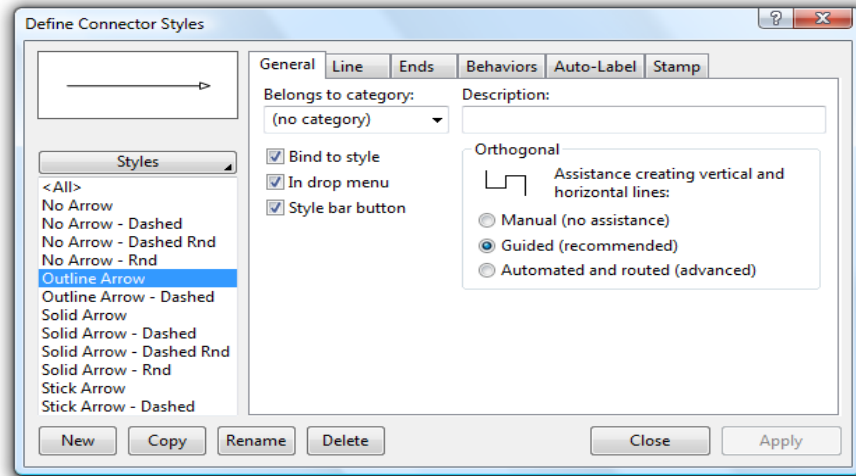 Define Connector Styles
?
General Line Ends Behaviors Auto-Label Stamp
Belongs to category: Description:
(no category)
Orthogonal
Styles
Bind to style
Assistance creating vertical and
horizontal lines:
<All>
In drop menu
No Arrow
Style bar button
Manual (no assistance)
No Arrow - Dashed
No Arrow - Dashed Rnd
Guided (recommended)
No Arrow - Rnd
Automated and routed (advanced)
Outline Arrow
Outline Arrow - Dashed
Solid Arrow
Solid Arrow - Dashed
Solid Arrow - Dashed Rnd
Solid Arrow - Rnd
Stick Arrow
Stick Arrow - Dashed
New Copy Rename Delete Close Apply